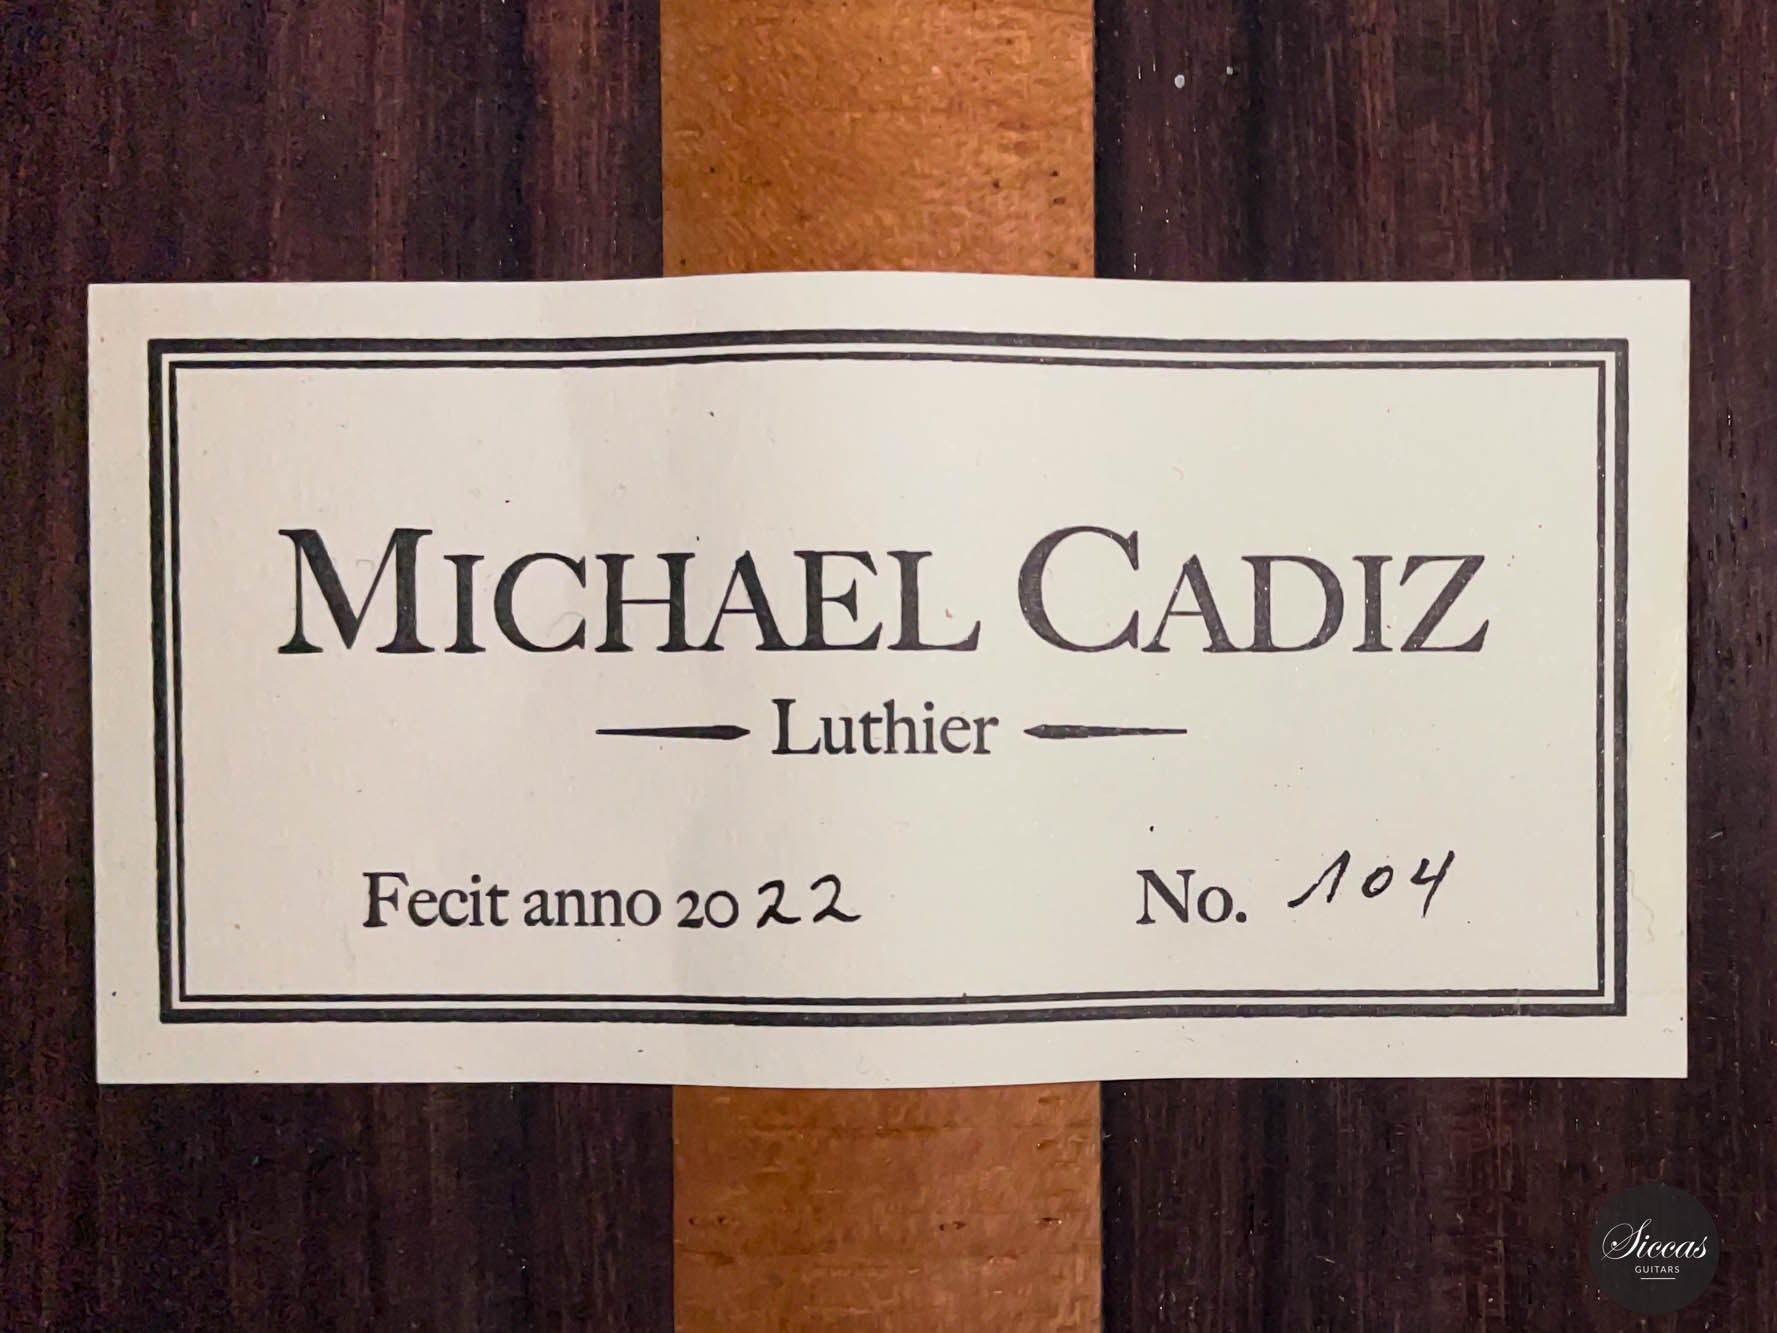 MICHAEL CADIZ
Luthier
Fecit anno 2022
No. 104
Siccas
GUITARS